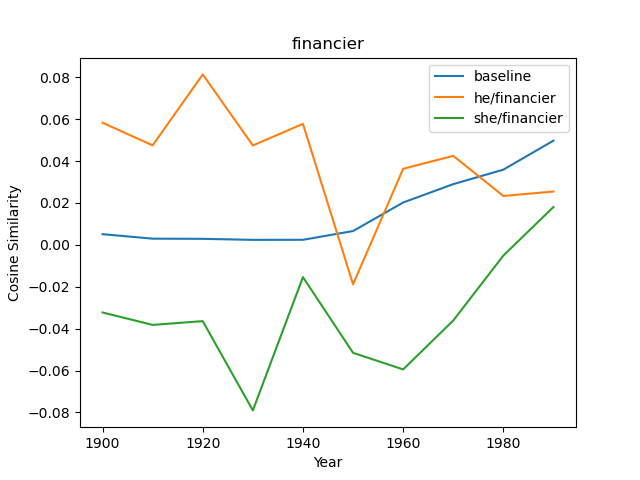 financier
baseline
he/financier
she/financier
0.08
0.06
0.04
0.02
0.00
−0.02
−0.04
−0.06
−0.08
Cosine Similarity
1900 1920 1940 1960 1980
Year